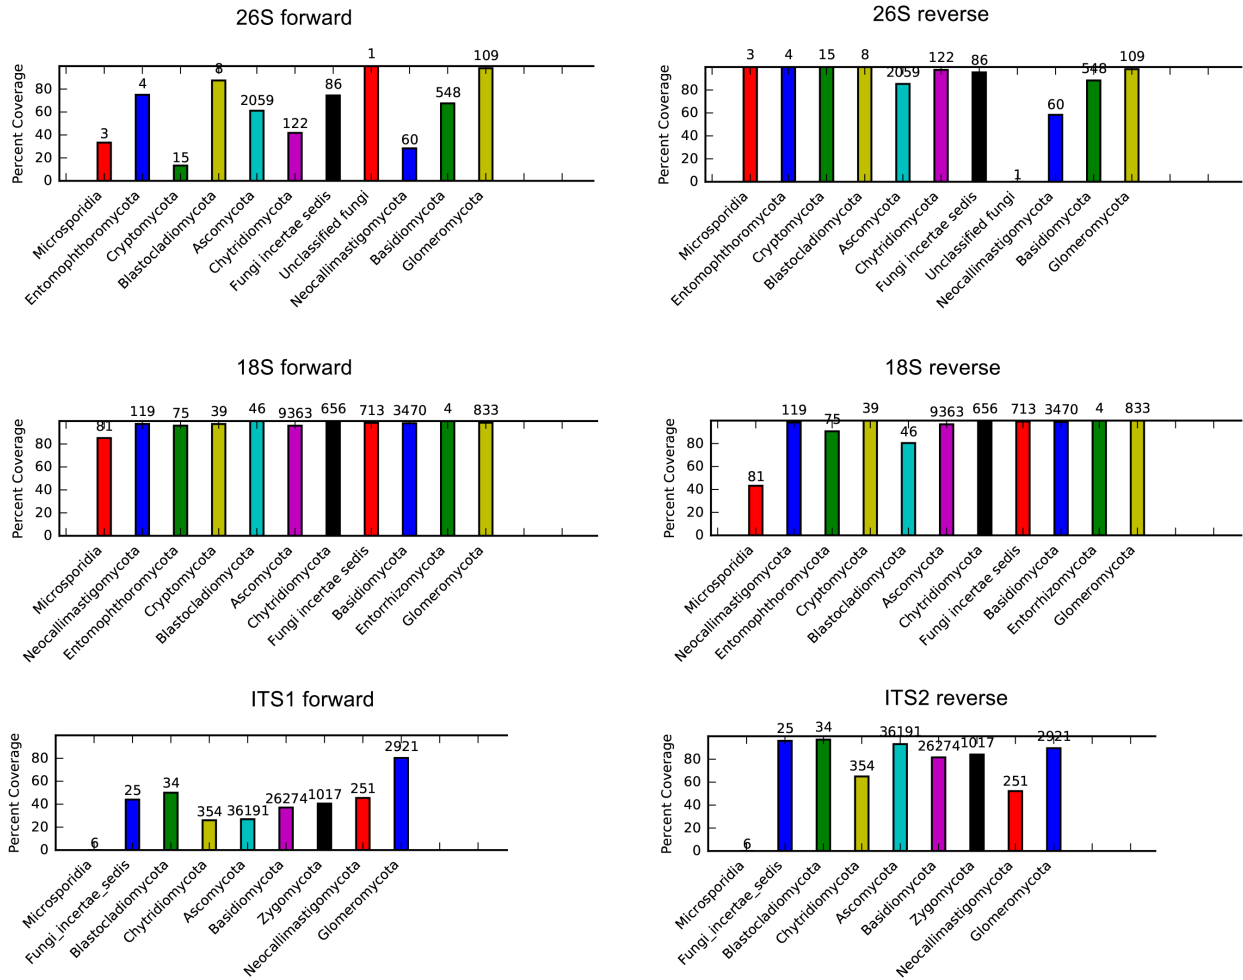 26S forward
26S reverse
Percent Coverage
80
60
40
20
0
3
4
15
8
2059
122
86
1
60
548
109
Microsporidia
Entomophthoromycota
Cryptomycota
Blastocladiomycota
Ascomycota
Chytridiomycota
Fungi incertae sedis
Unclassified fungi
Neocallimastigomycota
Basidiomycota
Glomeromycota
Percent Coverage
80
60
40
20
0
3
4
15
8
2059
122
86
1
60
548
109
Microsporidia
Entomophthoromycota
Cryptomycota
Blastocladiomycota
Ascomycota
Chytridiomycota
Fungi incertae sedis
Unclassified fungi
Neocallimastigomycota
Basidiomycota
Glomeromycota
18S forward
18S reverse
Percent Coverage
80
60
40
20
0
81
119
75
39
46
9363
656
713
3470
4
833
Microsporidia
Neocallimastigomycota
Entomophthoromycota
Cryptomycota
Blastocladiomycota
Ascomycota
Chytridiomycota
Fungi incertae sedis
Basidiomycota
Entorrhizomycota
Glomeromycota
Percent Coverage
80
60
40
20
0
81
119
75
39
46
9363
656
713
3470
4
833
Microsporidia
Neocallimastigomycota
Entomophthoromycota
Cryptomycota
Blastocladiomycota
Ascomycota
Chytridiomycota
Fungi incertae sedis
Basidiomycota
Entorrhizomycota
Glomeromycota
ITS1 forward
ITS2 reverse
Percent Coverage
80
60
40
20
0
6
25
34
354
36191
26274
1017
251
2921
Microsporidia
Fungi_incertae_sedis
Blastocladiomycota
Chytridiomycota
Ascomycota
Basidiomycota
Zygomycota
Neocallimastigomycota
Glomeromycota
Percent Coverage
80
60
40
20
0
6
25
34
354
36191
26274
1017
251
2921
Microsporidia
Fungi_incertae_sedis
Blastocladiomycota
Chytridiomycota
Ascomycota
Basidiomycota
Zygomycota
Neocallimastigomycota
Glomeromycota